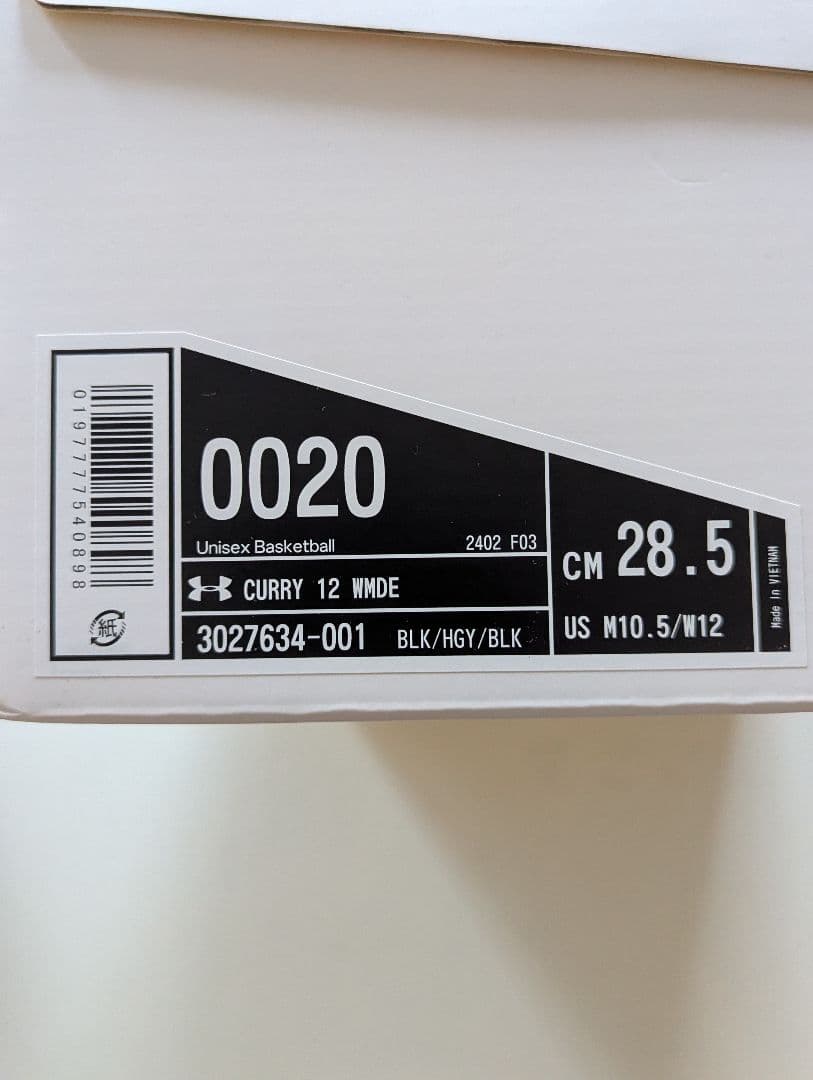 0197777540898
紙
0020
Unisex Basketball 2402 F03
CURRY 12 WMDE
3027634-001 BLK/HGY/BLK
CM 28.5
US M10.5/W12
Made in VIETNAM